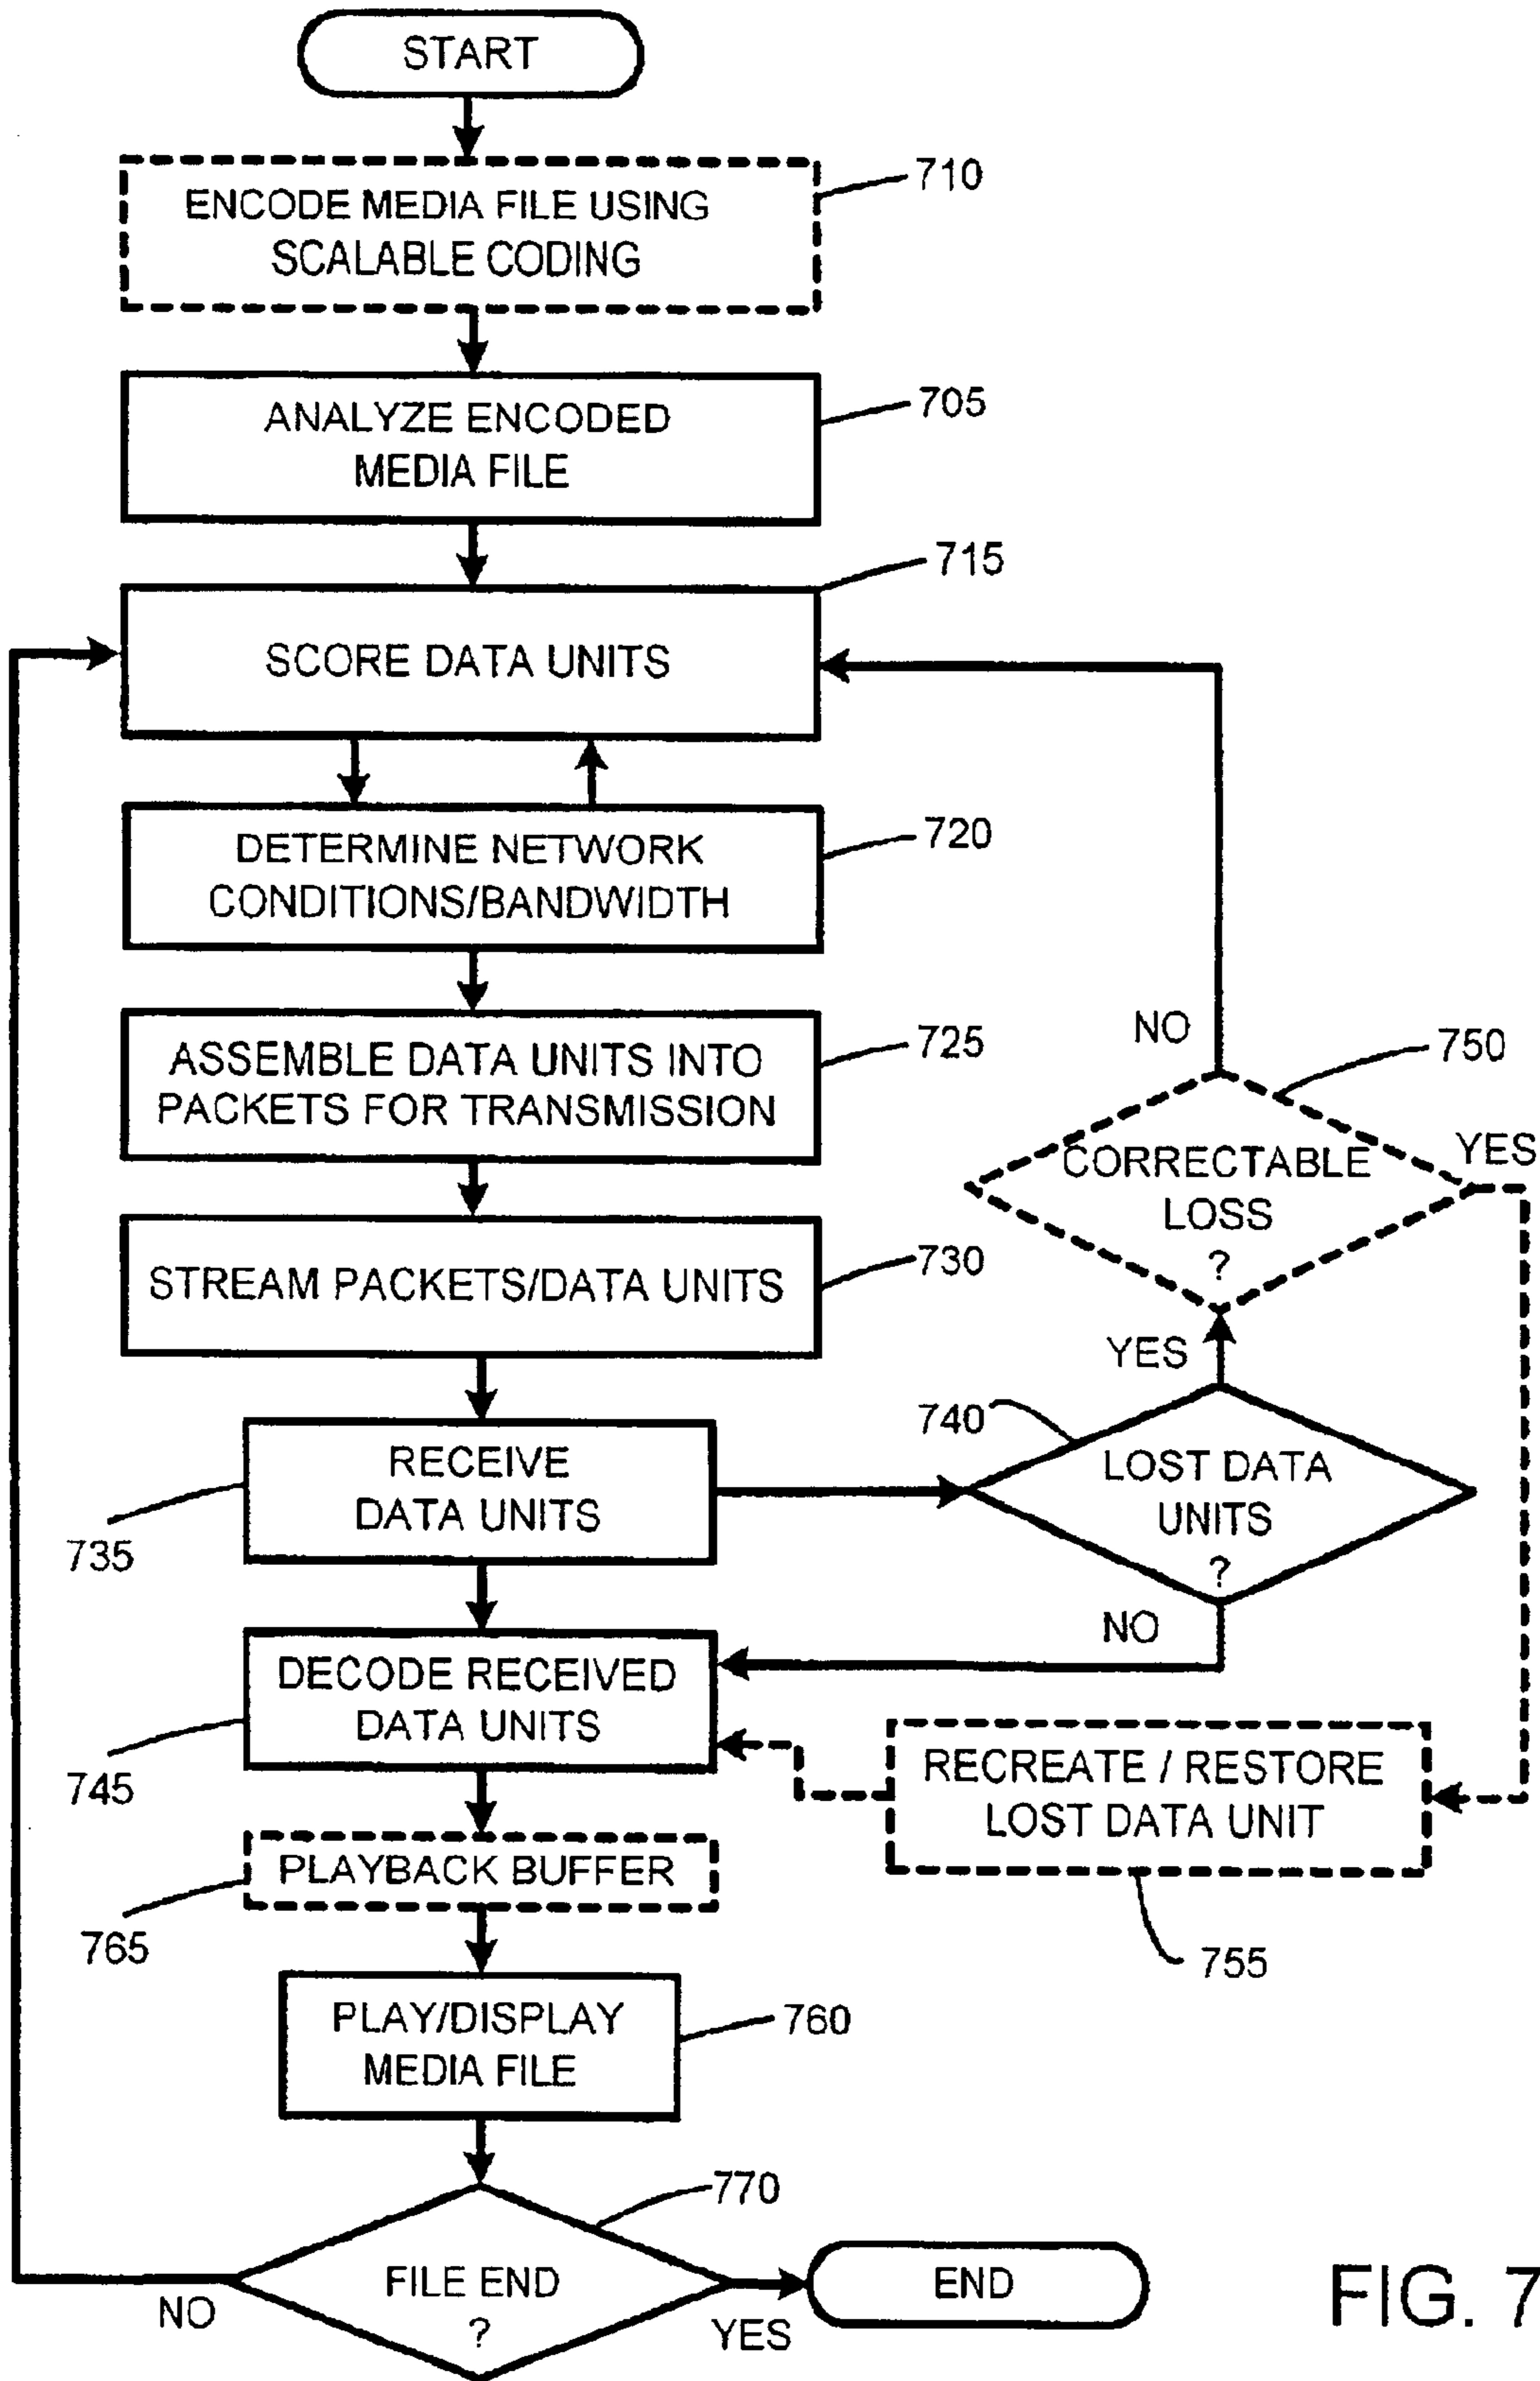 START
710
ENCODE MEDIA FILE USING
SCALABLE CODING
705
ANALYZE ENCODED
MEDIA FILE
715
SCORE DATA UNITS
720
DETERMINE NETWORK
CONDITIONS/BANDWIDTH
725
ASSEMBLE DATA UNITS INTO
PACKETS FOR TRANSMISSION
NO
750
CORRECTABLE
LOSS
?
YES
730
STREAM PACKETS/DATA UNITS
YES
740
LOST DATA
UNITS
?
NO
RECEIVE
DATA UNITS
735
DECODE RECEIVED
DATA UNITS
745
RECREATE / RESTORE
LOST DATA UNIT
755
PLAYBACK BUFFER
765
PLAY/DISPLAY
MEDIA FILE
760
770
FILE END
?
NO
YES
END
FIG. 7